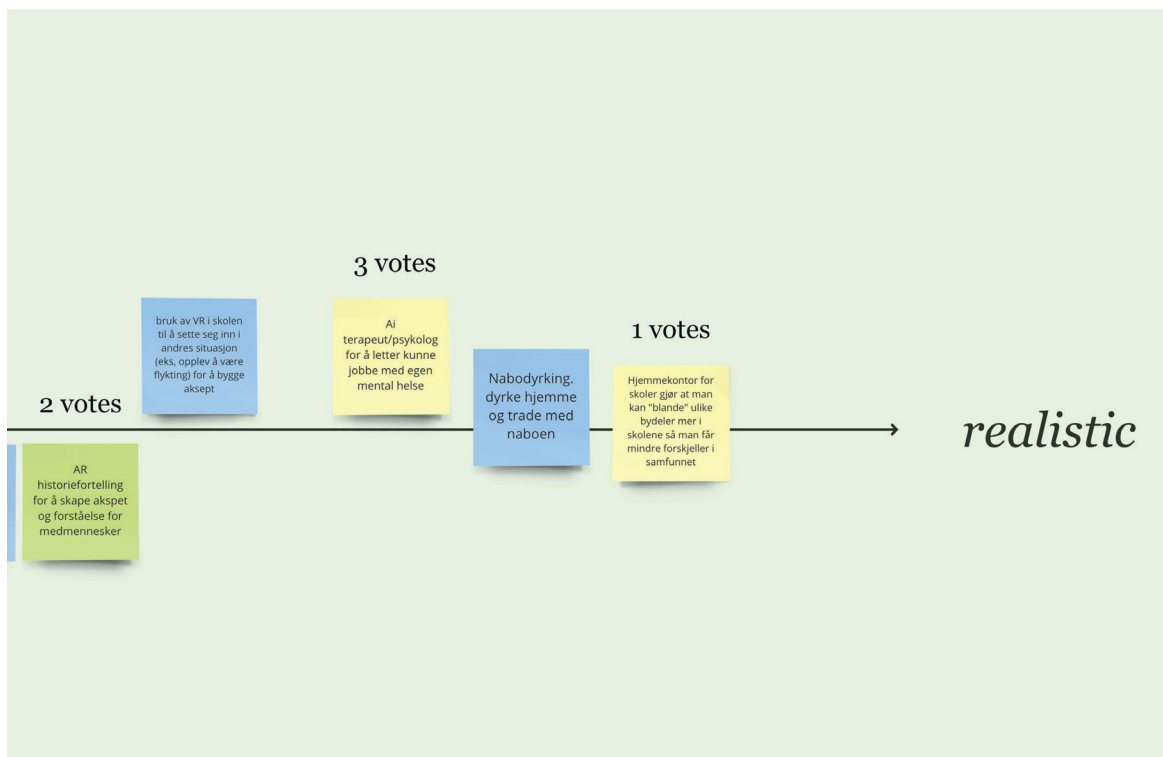 2 votes
AR
historiefortelling
for å skape akspet
og forståelse for
medmennesker
bruk av VR i skolen
til å sette seg inn i
andres situasjon
(eks, opplev å være
flykting) for å bygge
aksept
3 votes
Ai
terapeut/psykolog
for å letter kunne
jobbe med egen
mental helse
Nabodyrking.
dyrke hjemme
og trade med
naboen
1 votes
Hjemmekontor for
skoler gjør at man
kan "blande" ulike
bydeler mer i
skolene så man får
mindre forskjeller i
samfunnet
realistic